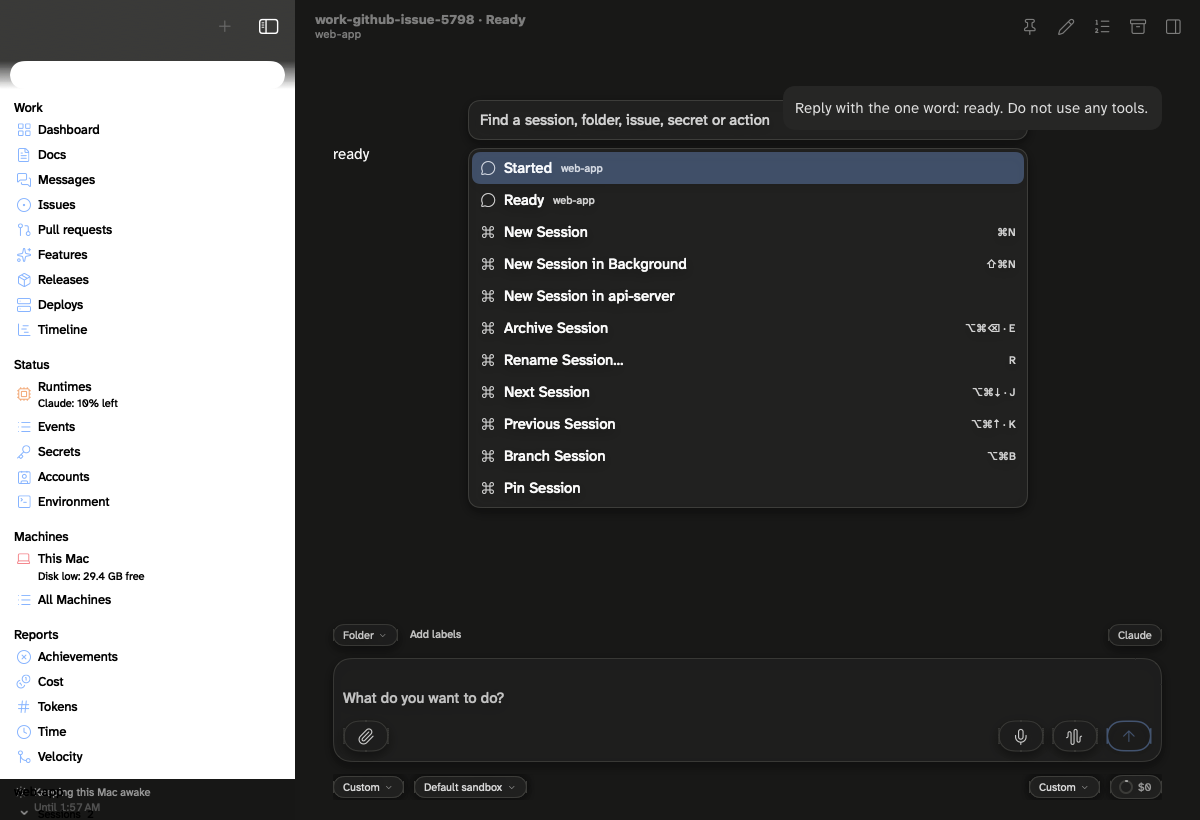 work-github-issue-5798 · Ready
web-app
Work
Dashboard
Docs
Messages
Issues
Pull requests
Features
Releases
Deploys
Timeline
Status
Runtimes
Claude: 10% left
Events
Secrets
Accounts
Environment
Machines
This Mac
Disk low: 29.4 GB free
All Machines
Reports
Achievements
Cost
Tokens
Time
Velocity
this Mac awake
Until 1:57 AM
Sessions 2
Reply with the one word: ready. Do not use any tools.
ready
Find a session, folder, issue, secret or action
Started web-app
Ready web-app
New Session ⌘N
New Session in Background ⇧⌘N
New Session in api-server
Archive Session ⌥⌘⌫ · E
Rename Session... R
Next Session ⌥⌘↓ · J
Previous Session ⌥⌘↑ · K
Branch Session ⌥⌘B
Pin Session
Folder Add labels Claude
What do you want to do?
Custom Default sandbox Custom $0